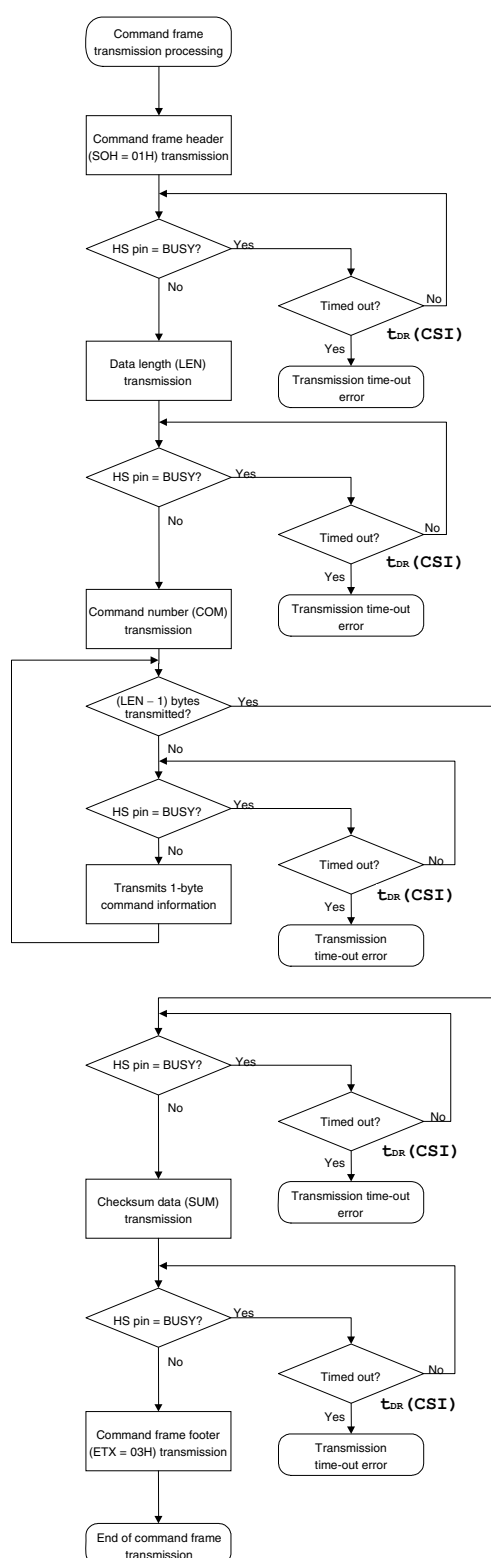 Command frame
transmission processing
Command frame header
(SOH = 01H) transmission
HS pin = BUSY?
Yes
No
Timed out?
No
tDR (CSI)
Yes
Data length (LEN)
transmission
Transmission time-out
error
HS pin = BUSY?
Yes
No
Timed out?
No
tDR (CSI)
Yes
Command number (COM)
transmission
Transmission time-out
error
(LEN – 1) bytes
transmitted?
Yes
No
HS pin = BUSY?
Yes
No
Timed out?
No
tDR (CSI)
Yes
Transmits 1-byte
command information
Transmission
time-out error
HS pin = BUSY?
Yes
No
Timed out?
No
tDR (CSI)
Yes
Checksum data (SUM)
transmission
Transmission time-out
error
HS pin = BUSY?
Yes
No
Timed out?
No
tDR (CSI)
Yes
Command frame footer
(ETX = 03H) transmission
Transmission
time-out error
End of command frame
transmission